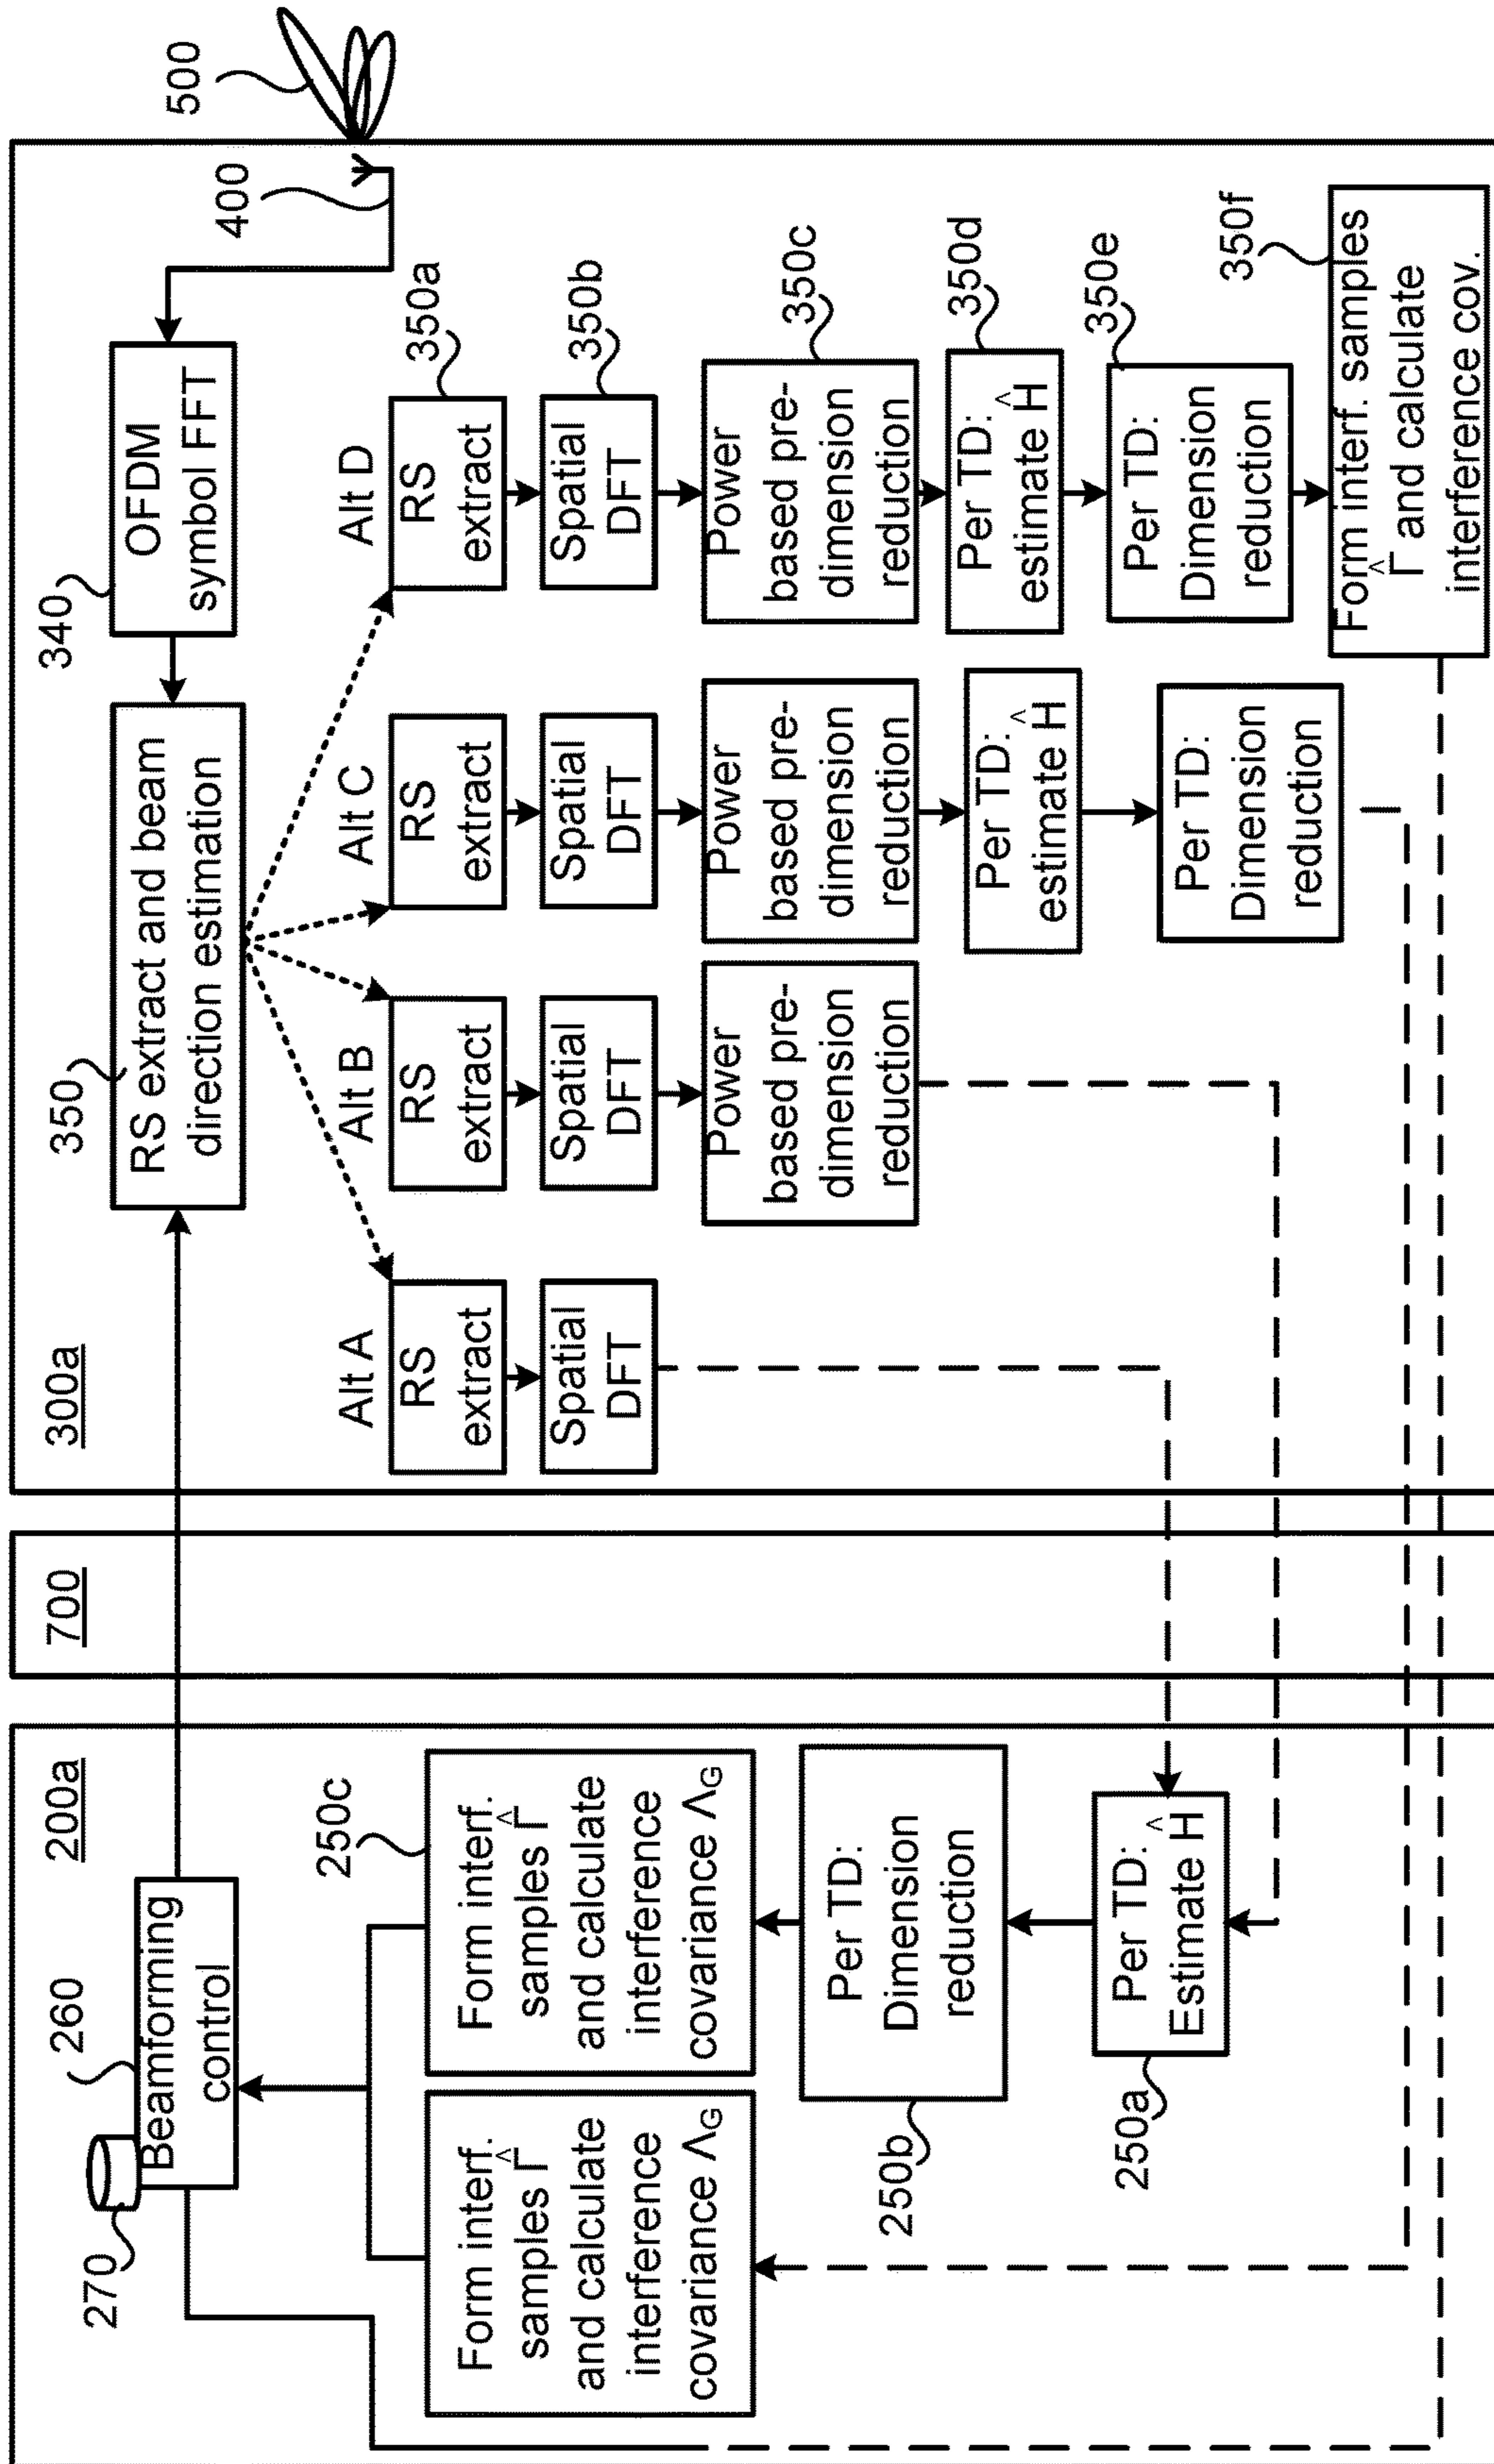 200a
700
300a
270
260
Beamforming
control
350
RS extract and beam
direction estimation
340
OFDM
symbol FFT
400
500
Form interf.
samples Γ̂
and calculate
interference
covariance ΛG
250c
Form interf.
samples Γ̂
and calculate
interference
covariance ΛG
250b
Per TD:
Dimension
reduction
250a
Per TD:
Estimate Ĥ
Alt A
RS
extract
Spatial
DFT
Alt B
RS
extract
Spatial
DFT
Power
based pre-
dimension
reduction
Alt C
RS
extract
Spatial
DFT
Power
based pre-
dimension
reduction
Per TD:
estimate Ĥ
Per TD:
Dimension
reduction
Alt D
RS
extract
350a
Spatial
DFT
350b
Power
based pre-
dimension
reduction
350c
Per TD:
estimate Ĥ
350d
Per TD:
Dimension
reduction
350e
Form interf. samples
Γ̂ and calculate
interference cov.
350f